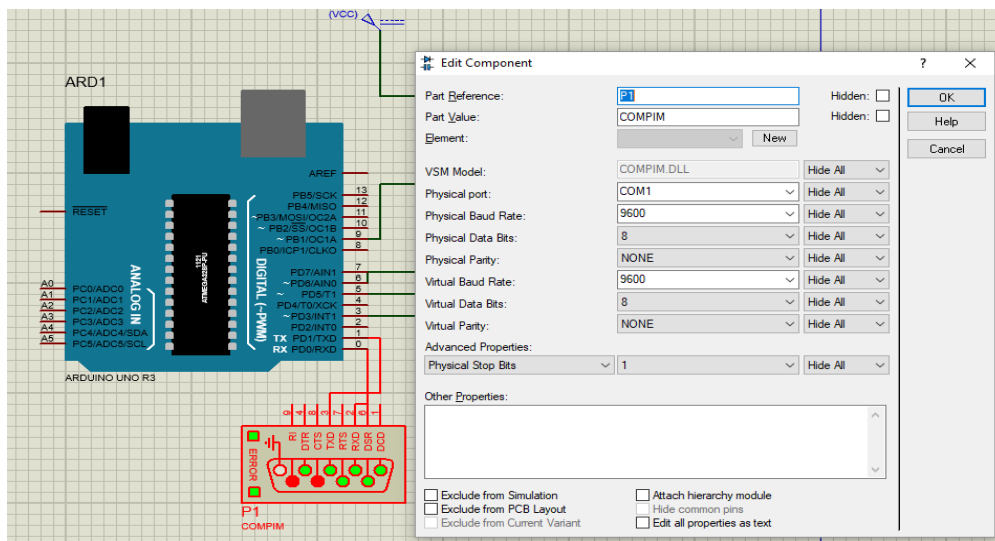 (VCC)
ARD1
RESET
AREF
13
PB5/SCK
12
PB4/MISO
11
~PB3/MOSI/OC2A
10
~ PB2/SS/OC1B
9
~ PB1/OC1A
8
PB0/ICP1/CLKO
7
PD7/AIN1
6
~PD6/AIN0
5
~ PD5/T1
4
PD4/T0/XCK
3
~PD3/INT1
2
PD2/INT0
1
TX PD1/TXD
0
RX PD0/RXD
DIGITAL (~PWM)
1121
ATMEGA328P-PU
ANALOG IN
A0 PC0/ADC0
A1 PC1/ADC1
A2 PC2/ADC2
A3 PC3/ADC3
A4 PC4/ADC4/SDA
A5 PC5/ADC5/SCL
ARDUINO UNO R3
9 4 8 3 7 2 6 1
RI DTR CTS TXD RTS RXD DSR DCD
ERROR
P1
COMPIM
Edit Component ? ×
Part Reference: P1 Hidden: OK
Part Value: COMPIM Hidden: Help
Element: New Cancel
VSM Model: COMPIM.DLL Hide All
Physical port: COM1 Hide All
Physical Baud Rate: 9600 Hide All
Physical Data Bits: 8 Hide All
Physical Parity: NONE Hide All
Virtual Baud Rate: 9600 Hide All
Virtual Data Bits: 8 Hide All
Virtual Parity: NONE Hide All
Advanced Properties:
Physical Stop Bits 1 Hide All
Other Properties:
Exclude from Simulation Attach hierarchy module
Exclude from PCB Layout Hide common pins
Exclude from Current Variant Edit all properties as text